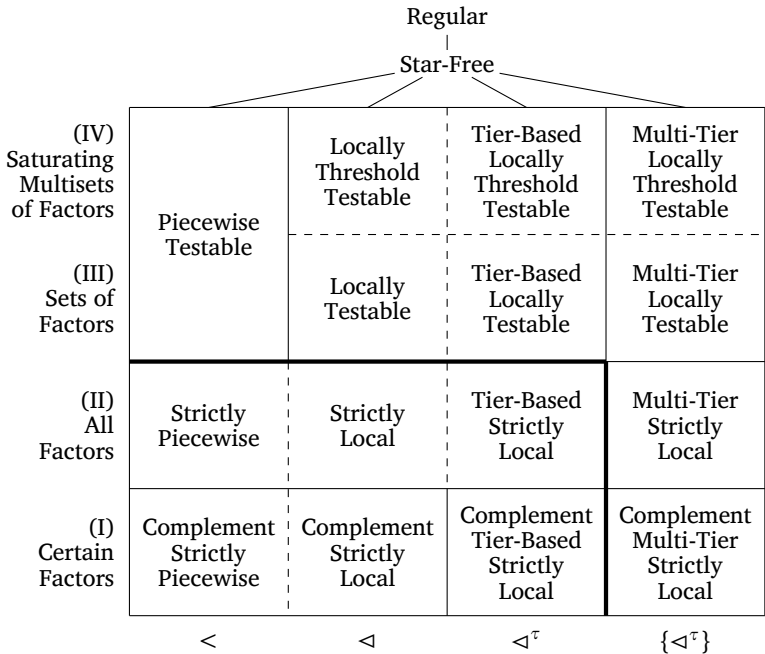 Regular
Star-Free
(IV)
Saturating
Multisets
of Factors
Piecewise
Testable
Locally
Threshold
Testable
Tier-Based
Locally
Threshold
Testable
Multi-Tier
Locally
Threshold
Testable
(III)
Sets of
Factors
Locally
Testable
Tier-Based
Locally
Testable
Multi-Tier
Locally
Testable
(II)
All
Factors
Strictly
Piecewise
Strictly
Local
Tier-Based
Strictly
Local
Multi-Tier
Strictly
Local
(I)
Certain
Factors
Complement
Strictly
Piecewise
Complement
Strictly
Local
Complement
Tier-Based
Strictly
Local
Complement
Multi-Tier
Strictly
Local
< ⊲ ⊲τ {⊲τ}